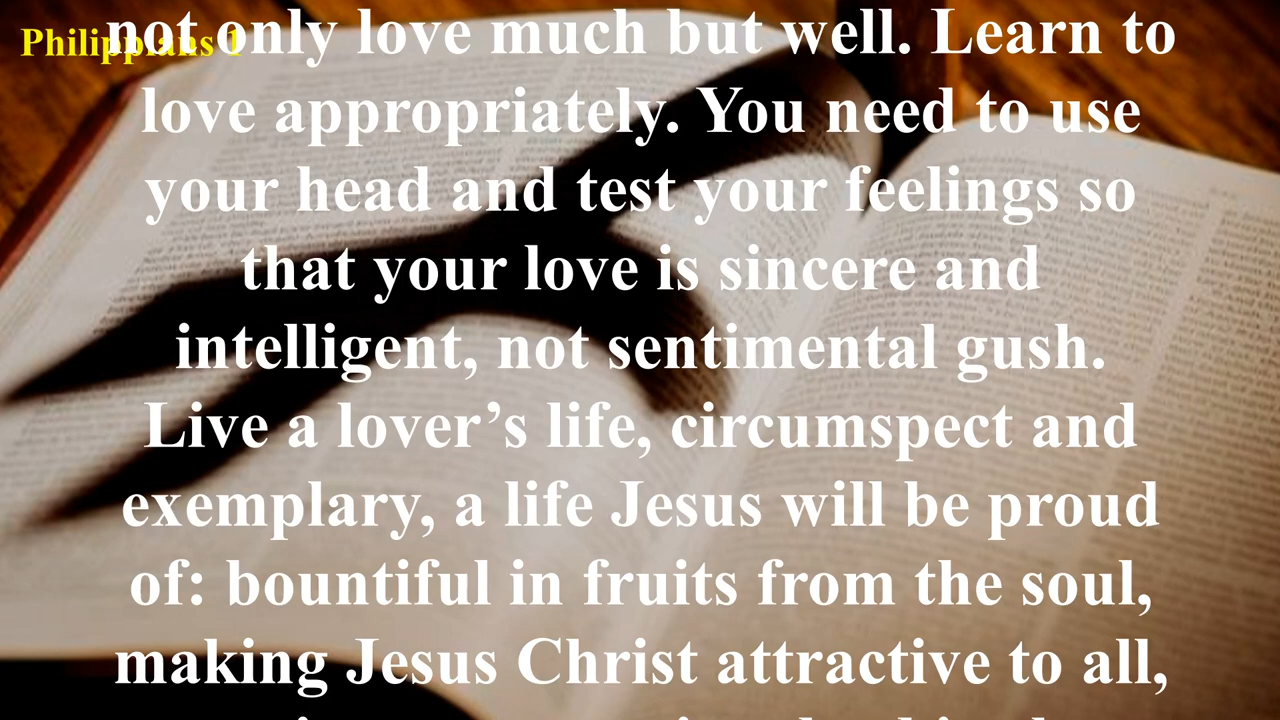 Philippians 1
not only love much but well. Learn to
love appropriately. You need to use
your head and test your feelings so
that your love is sincere and
intelligent, not sentimental gush.
Live a lover’s life, circumspect and
exemplary, a life Jesus will be proud
of: bountiful in fruits from the soul,
making Jesus Christ attractive to all,